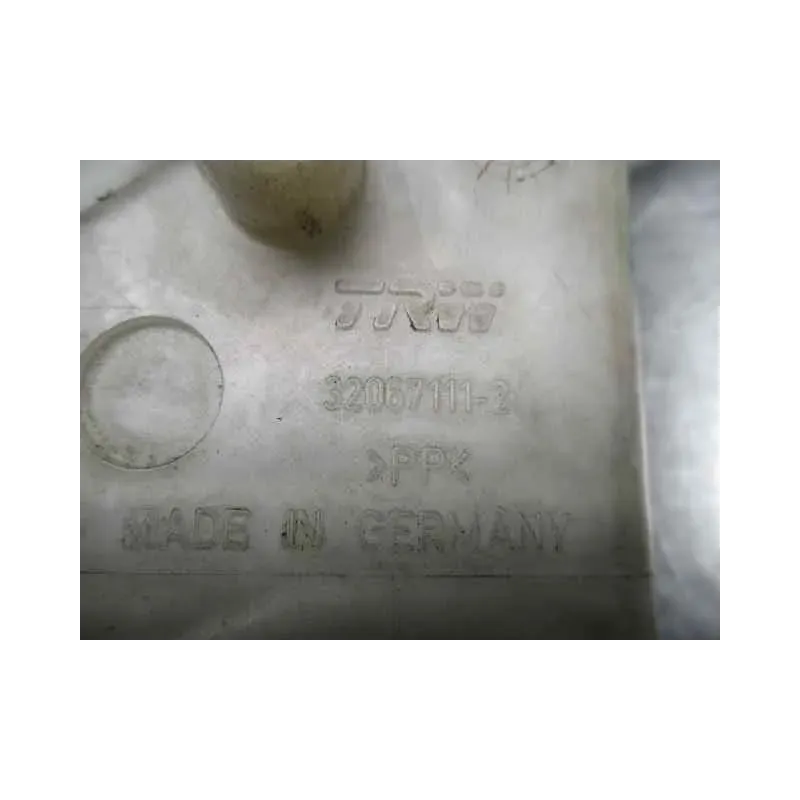 TRW
32067111-2
>PP<
MADE IN GERMANY